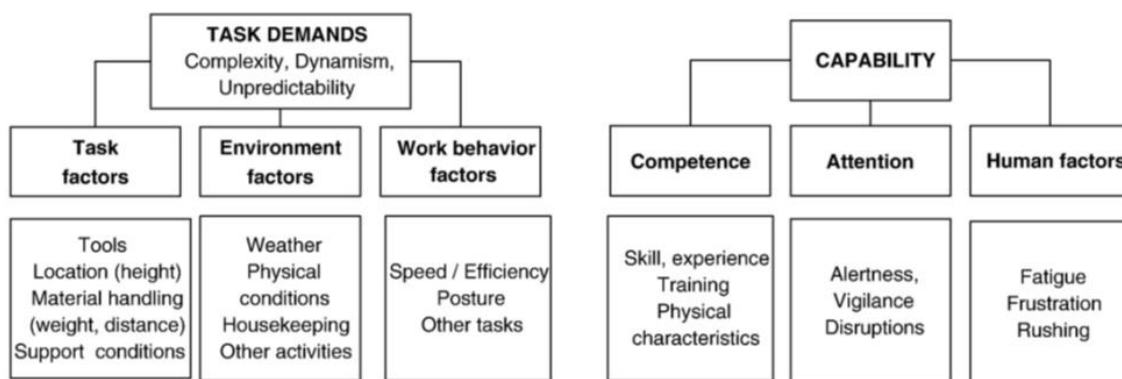 TASK DEMANDS
Complexity, Dynamism,
Unpredictability
Task
factors
Environment
factors
Work behavior
factors
Tools
Location (height)
Material handling
(weight, distance)
Support conditions
Weather
Physical
conditions
Housekeeping
Other activities
Speed / Efficiency
Posture
Other tasks
CAPABILITY
Competence
Attention
Human factors
Skill, experience
Training
Physical
characteristics
Alertness,
Vigilance
Disruptions
Fatigue
Frustration
Rushing